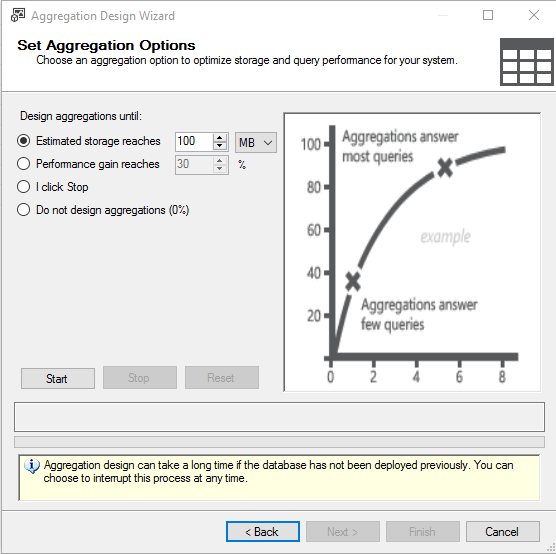 Aggregation Design Wizard
Set Aggregation Options
Choose an aggregation option to optimize storage and query performance for your system.
Design aggregations until:
Estimated storage reaches 100 MB
Performance gain reaches 30 %
I click Stop
Do not design aggregations (0%)
100
80
60
40
20
0 2 4 6 8
Aggregations answer
most queries
example
Aggregations answer
few queries
Start Stop Reset
Aggregation design can take a long time if the database has not been deployed previously. You can
choose to interrupt this process at any time.
< Back Next > Finish Cancel